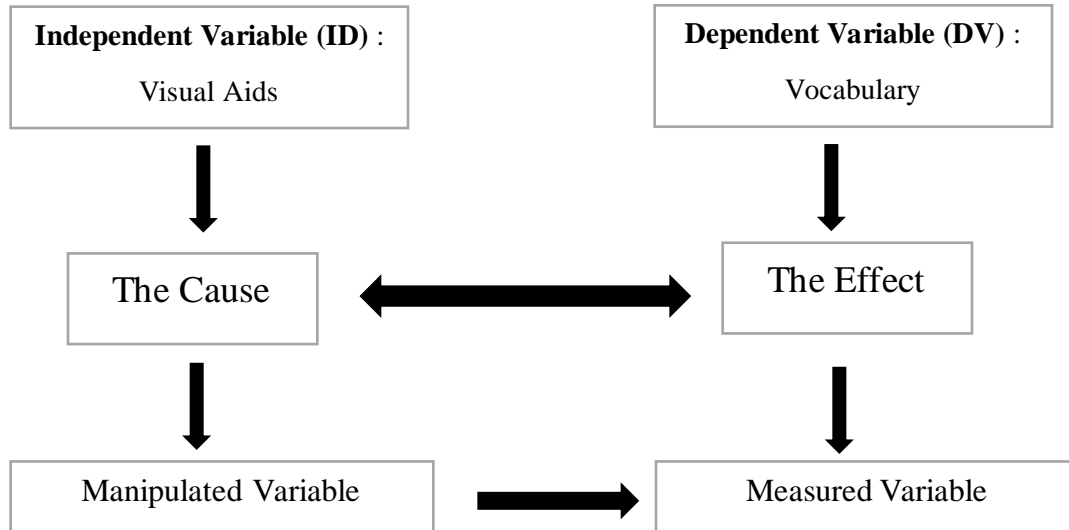 Independent Variable (ID) :
Visual Aids
Dependent Variable (DV) :
Vocabulary
The Cause
The Effect
Manipulated Variable
Measured Variable